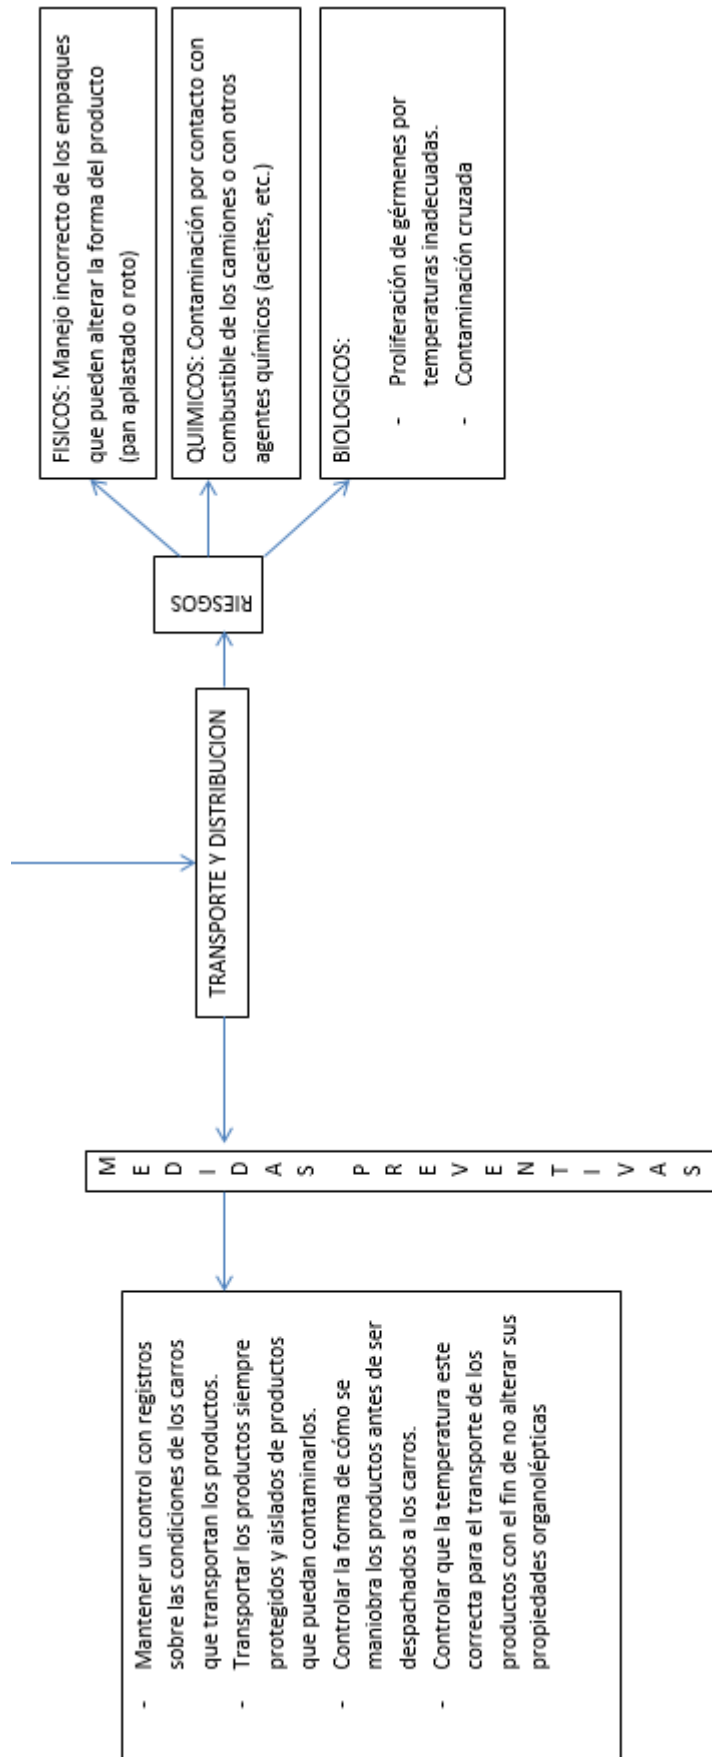 - Mantener un control con registros
sobre las condiciones de los carros
que transportan los productos.
- Transportar los productos siempre
protegidos y aislados de productos
que puedan contaminarlos.
- Controlar la forma de cómo se
maniobra los productos antes de ser
despachados a los carros.
- Controlar que la temperatura este
correcta para el transporte de los
productos con el fin de no alterar sus
propiedades organolépticas
MEDIDAS PREVENTIVAS
TRANSPORTE Y DISTRIBUCION
RIESGOS
FISICOS: Manejo incorrecto de los empaques
que pueden alterar la forma del producto
(pan aplastado o roto)
QUIMICOS: Contaminación por contacto con
combustible de los camiones o con otros
agentes químicos (aceites, etc.)
BIOLOGICOS:
- Proliferación de gérmenes por
temperaturas inadecuadas.
- Contaminación cruzada